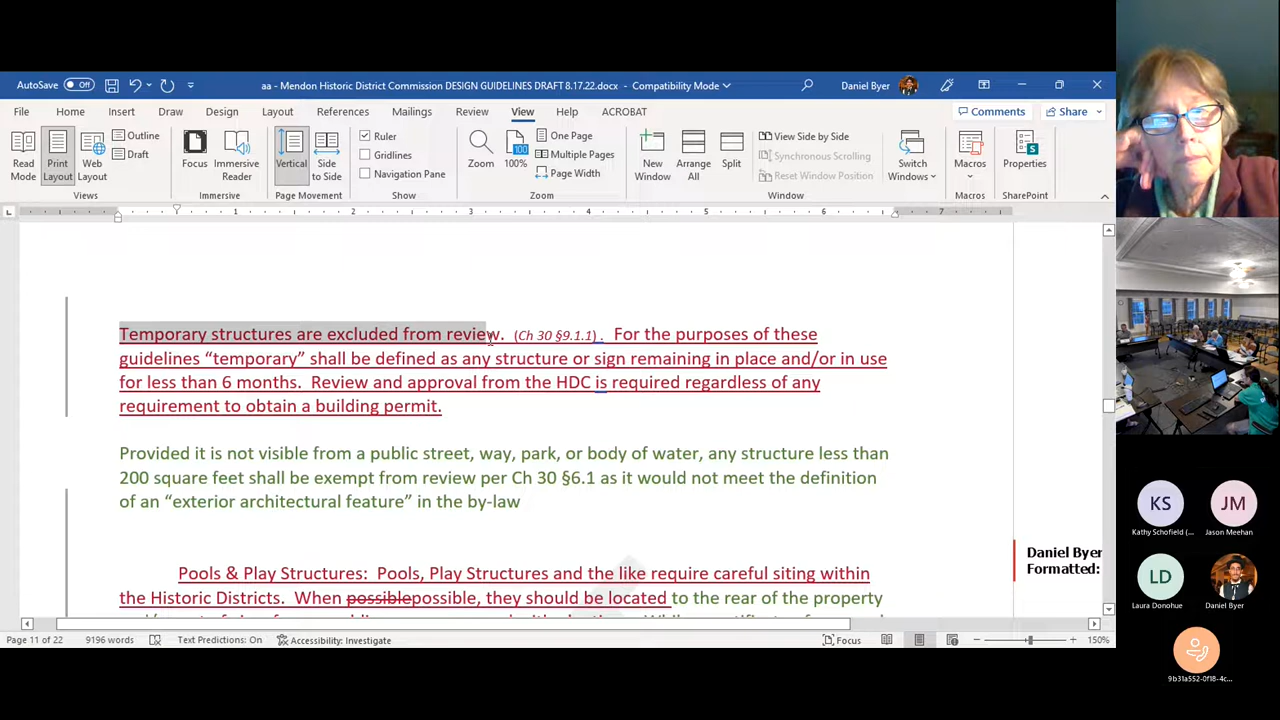 AutoSave Off
aa - Mendon Historic District Commission DESIGN GUIDELINES DRAFT 8.17.22.docx - Compatibility Mode
Daniel Byer
File Home Insert Draw Design Layout References Mailings Review View Help ACROBAT
Comments Share
Read Mode
Print Layout
Web Layout
Outline
Draft
Views
Focus
Immersive Reader
Immersive
Vertical
Side to Side
Page Movement
Ruler
Gridlines
Navigation Pane
Show
Zoom
100%
One Page
Multiple Pages
Page Width
Zoom
New Window
Arrange All
Split
View Side by Side
Synchronous Scrolling
Reset Window Position
Switch Windows
Window
Macros
Macros
Properties
SharePoint
1 2 3 4 5 6 7
Temporary structures are excluded from review. (Ch 30 §9.1.1) . For the purposes of these
guidelines “temporary” shall be defined as any structure or sign remaining in place and/or in use
for less than 6 months. Review and approval from the HDC is required regardless of any
requirement to obtain a building permit.
Provided it is not visible from a public street, way, park, or body of water, any structure less than
200 square feet shall be exempt from review per Ch 30 §6.1 as it would not meet the definition
of an “exterior architectural feature” in the by-law
Pools & Play Structures: Pools, Play Structures and the like require careful siting within
the Historic Districts. When possiblepossible, they should be located to the rear of the property
Daniel Byer
Formatted:
Page 11 of 22 9196 words Text Predictions: On Accessibility: Investigate Focus 150%
KS
Kathy Schofield (...
JM
Jason Meehan
LD
Laura Donohue
Daniel Byer
9b31a552-0f18-4c...